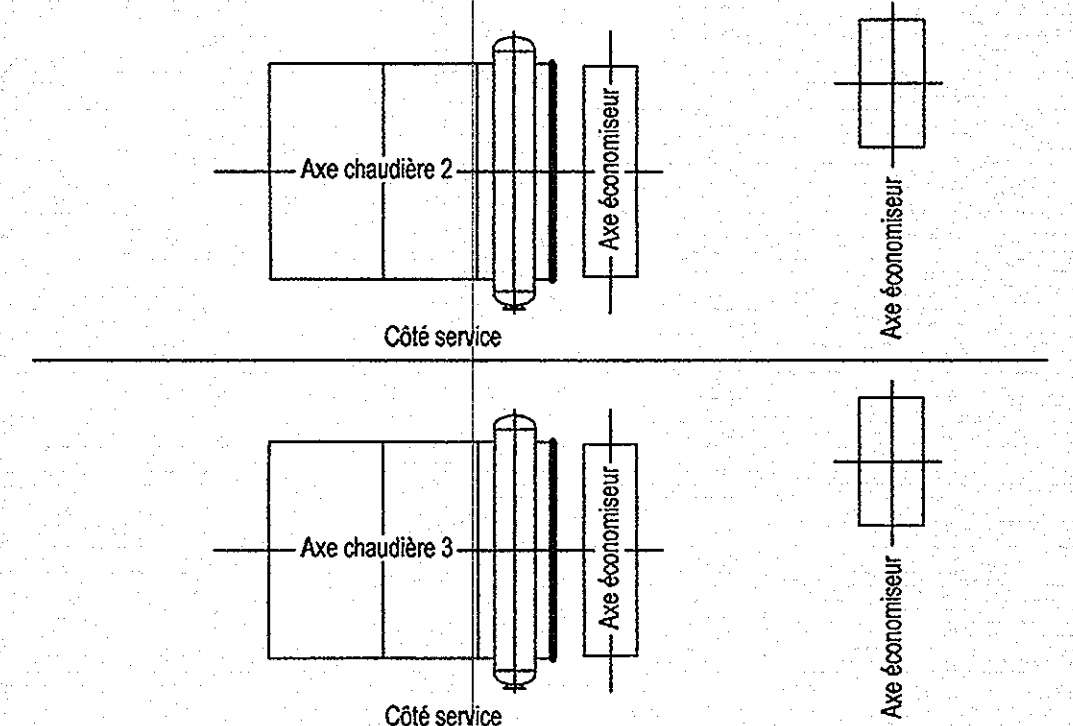 Axe chaudière 2
Axe économiseur
Axe économiseur
Côté service
Axe chaudière 3
Axe économiseur
Axe économiseur
Côté service